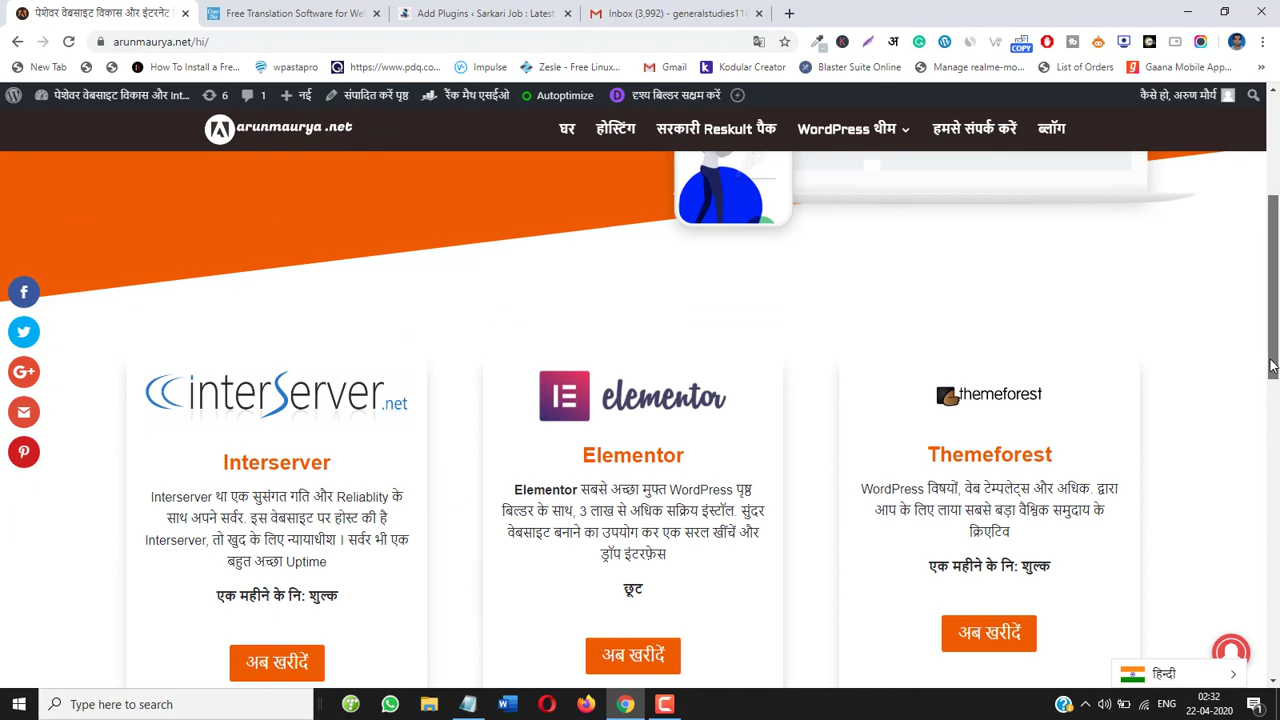 पेशेवर वेबसाइट विकास और इंटरनेट
Free Translation Software for Wel
Add Plugins ‹ Sarkari Job : Latest
Inbox (3,992) - generalstudies11
arunmaurya.net/hi/
COPY
New Tab
How To Install a Fre...
wpastapro
https://www.pdq.co...
Impulse
Zesle - Free Linux...
Gmail
Kodular Creator
Blaster Suite Online
Manage realme-mo...
List of Orders
Gaana Mobile App...
पेशेवर वेबसाइट विकास और Int...
6
1
नई
संपादित करें पृष्ठ
रैंक मैथ एसईओ
Autoptimize
दृश्य बिल्डर सक्षम करें
कैसे हो, अरुण मौर्य
arunmaurya .net
घर
होस्टिंग
सरकारी Reskult पैक
WordPress थीम
हमसे संपर्क करें
ब्लॉग
interServer.net
elementor
themeforest
Interserver
Elementor
Themeforest
Interserver था एक सुसंगत गति और Reliablity के
साथ अपने सर्वर. इस वेबसाइट पर होस्ट की है
Interserver, तो खुद के लिए न्यायाधीश । सर्वर भी एक
बहुत अच्छा Uptime
एक महीने के नि: शुल्क
अब खरीदें
Elementor सबसे अच्छा मुफ्त WordPress पृष्ठ
बिल्डर के साथ, 3 लाख से अधिक सक्रिय इंस्टॉल. सुंदर
वेबसाइट बनाने का उपयोग कर एक सरल खींचें और
ड्रॉप इंटरफ़ेस
छूट
अब खरीदें
WordPress विषयों, वेब टेम्पलेट्स और अधिक. द्वारा
आप के लिए लाया सबसे बड़ा वैश्विक समुदाय के
क्रिएटिव
एक महीने के नि: शुल्क
अब खरीदें
हिन्दी
Type here to search
ENG
02:32
22-04-2020